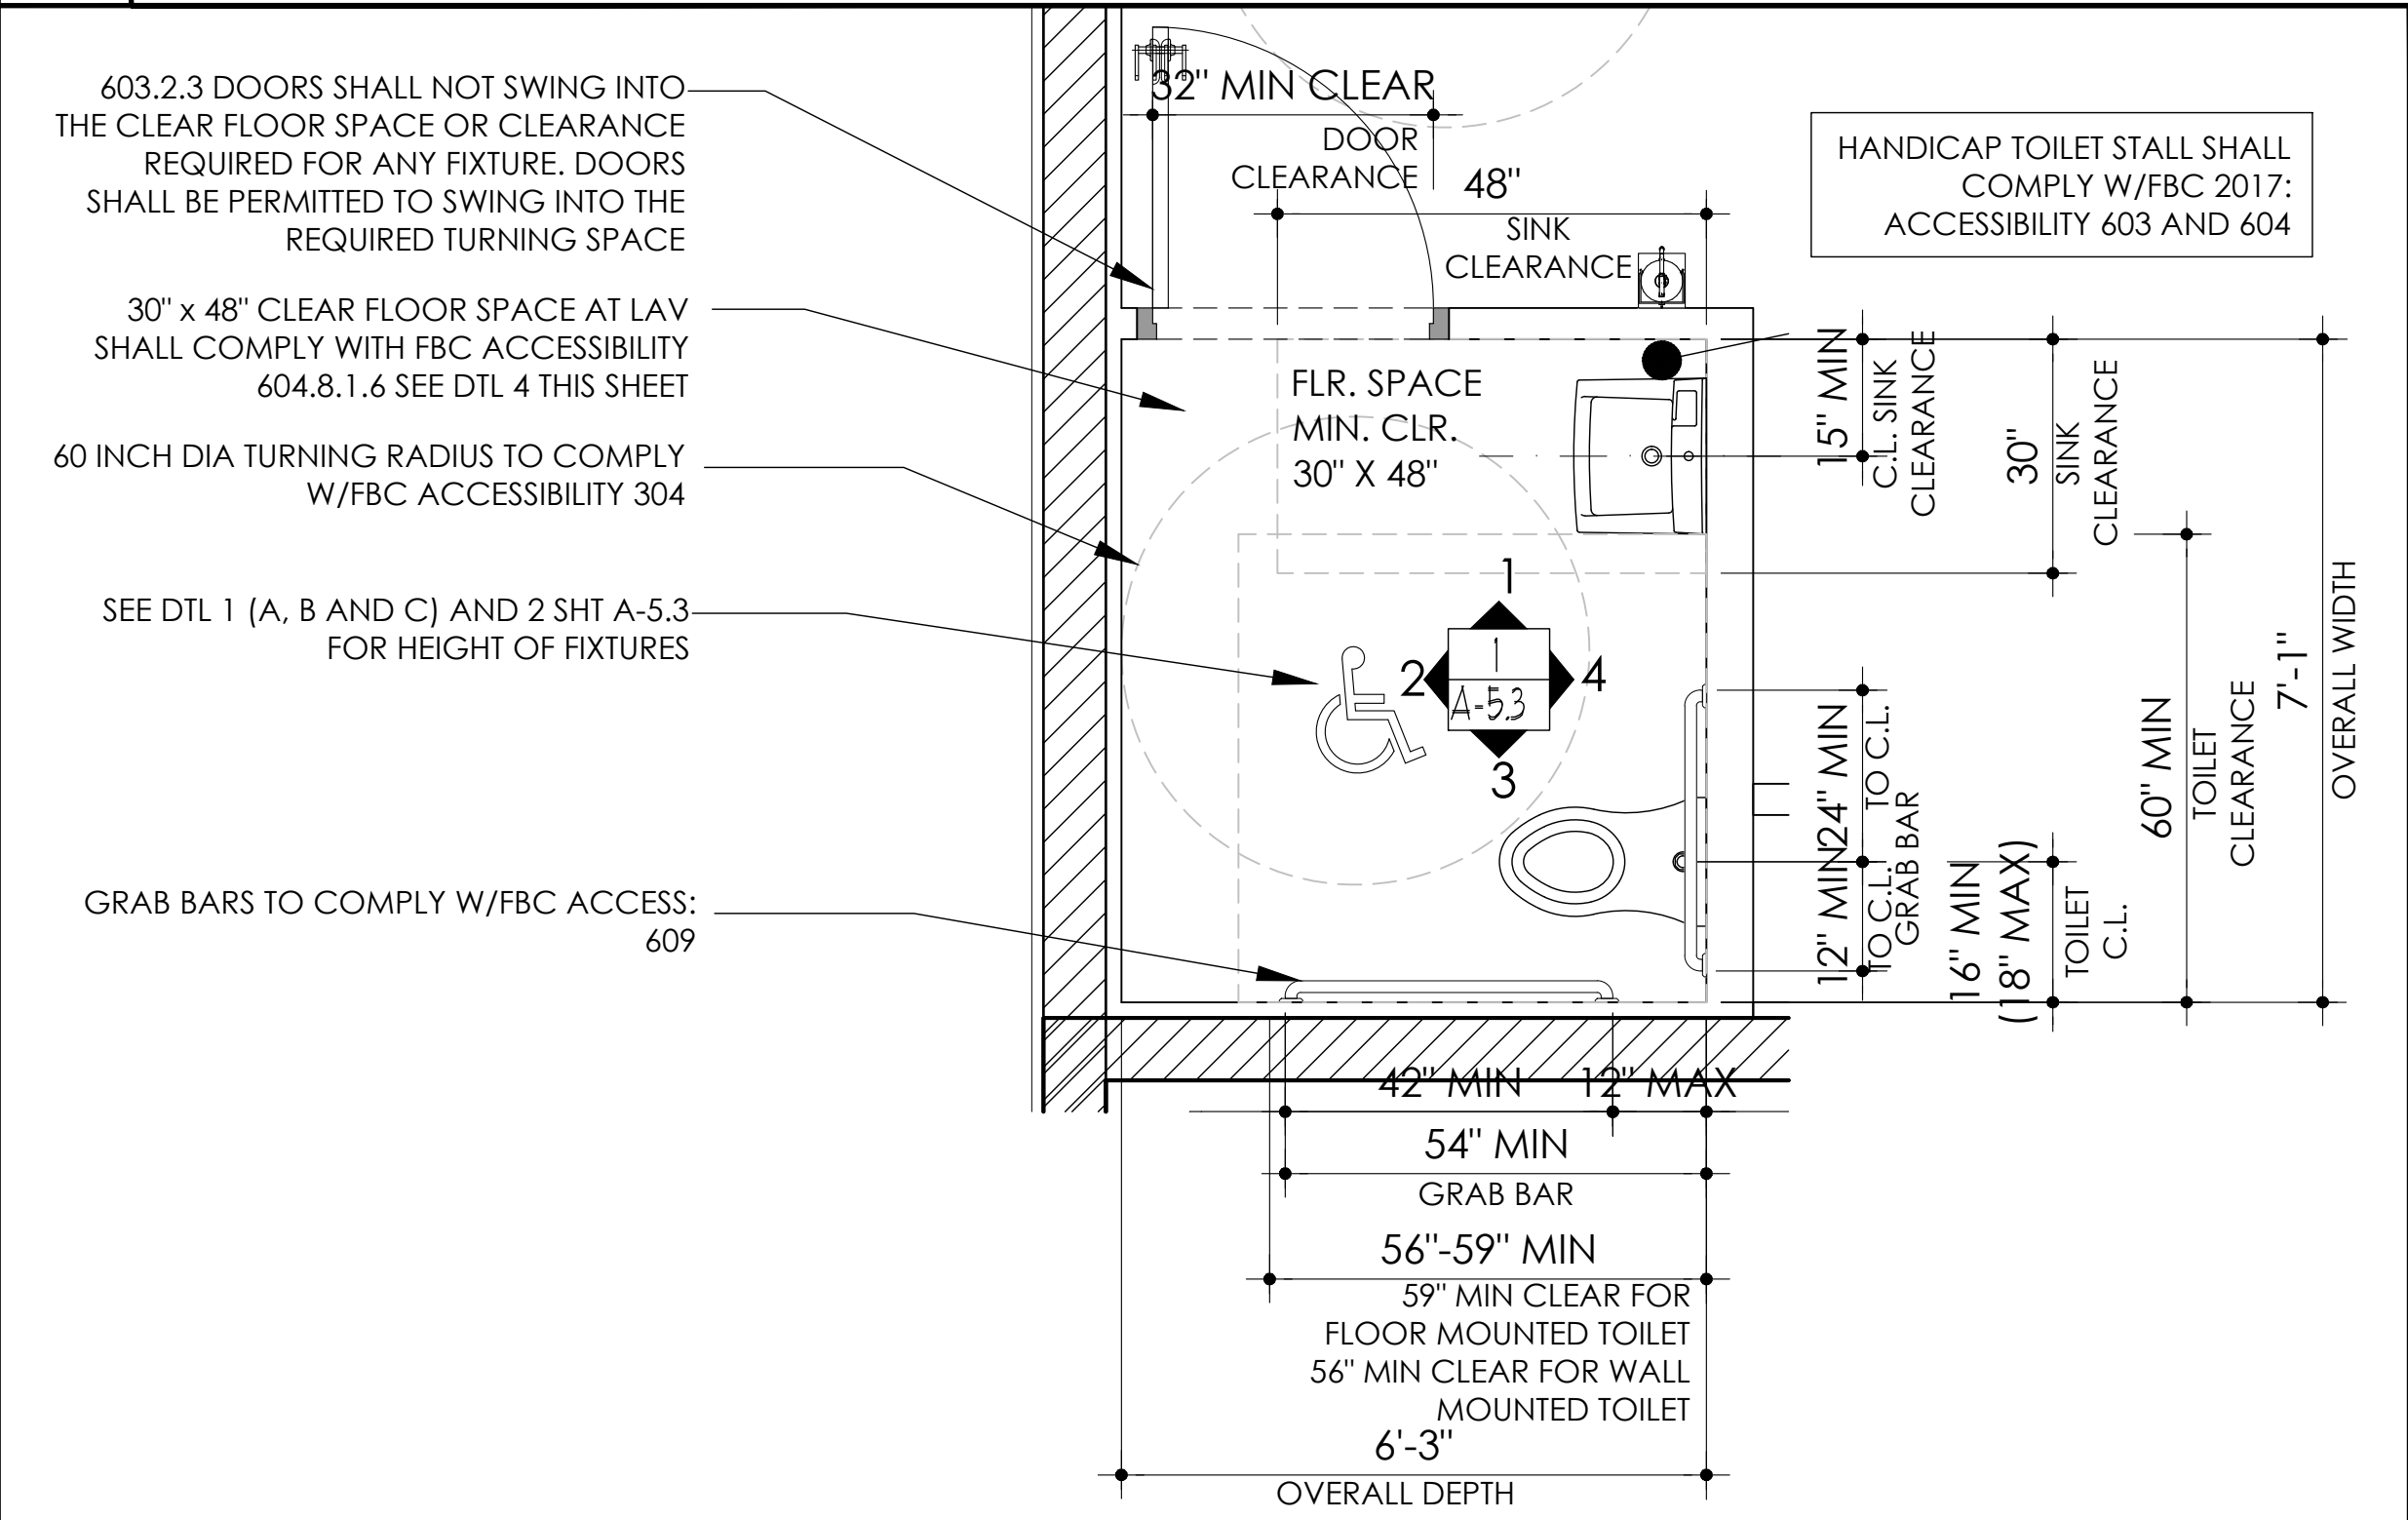 603.2.3 DOORS SHALL NOT SWING INTO
THE CLEAR FLOOR SPACE OR CLEARANCE
REQUIRED FOR ANY FIXTURE. DOORS
SHALL BE PERMITTED TO SWING INTO THE
REQUIRED TURNING SPACE
30" x 48" CLEAR FLOOR SPACE AT LAV
SHALL COMPLY WITH FBC ACCESSIBILITY
604.8.1.6 SEE DTL 4 THIS SHEET
60 INCH DIA TURNING RADIUS TO COMPLY
W/FBC ACCESSIBILITY 304
SEE DTL 1 (A, B AND C) AND 2 SHT A-5.3
FOR HEIGHT OF FIXTURES
GRAB BARS TO COMPLY W/FBC ACCESS:
609
32" MIN CLEAR
DOOR
CLEARANCE
48"
SINK
CLEARANCE
HANDICAP TOILET STALL SHALL
COMPLY W/FBC 2017:
ACCESSIBILITY 603 AND 604
FLR. SPACE
MIN. CLR.
30" X 48"
1
2
1
A-5.3
4
3
15" MIN
C.L. SINK
CLEARANCE
30"
SINK
CLEARANCE
24" MIN
TO C.L.
12" MIN
TO C.L.
GRAB BAR
16" MIN
(18" MAX)
TOILET
C.L.
60" MIN
TOILET
CLEARANCE
7'-1"
OVERALL WIDTH
42" MIN
12" MAX
54" MIN
GRAB BAR
56"-59" MIN
59" MIN CLEAR FOR
FLOOR MOUNTED TOILET
56" MIN CLEAR FOR WALL
MOUNTED TOILET
6'-3"
OVERALL DEPTH